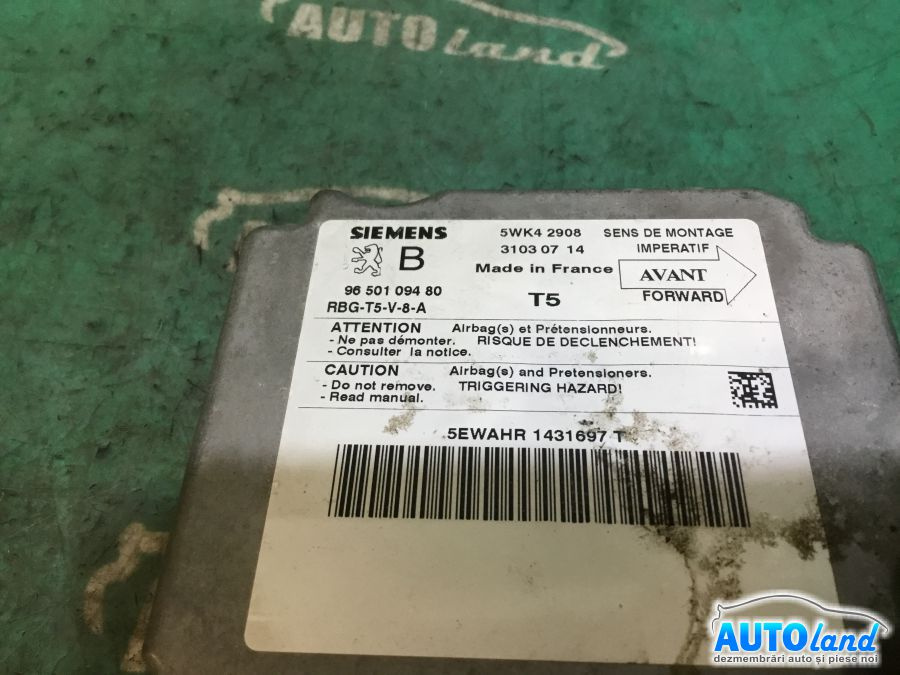 AUTOland
SIEMENS
B
96 501 094 80
RBG-T5-V-8-A
5WK4 2908
3103 07 14
Made in France
T5
SENS DE MONTAGE
IMPERATIF
AVANT
FORWARD
ATTENTION Airbag(s) et Prétensionneurs.
- Ne pas démonter. RISQUE DE DECLENCHEMENT!
- Consulter la notice.
CAUTION Airbag(s) and Pretensioners.
- Do not remove. TRIGGERING HAZARD!
- Read manual.
5EWAHR 1431697 T
AUTOland
dezmembrări auto și piese noi